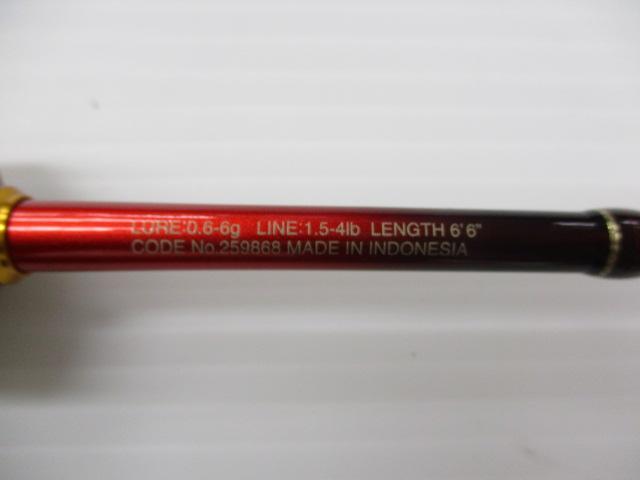 LURE:0.6-6g LINE:1.5-4lb LENGTH 6'6"
CODE No.259868 MADE IN INDONESIA